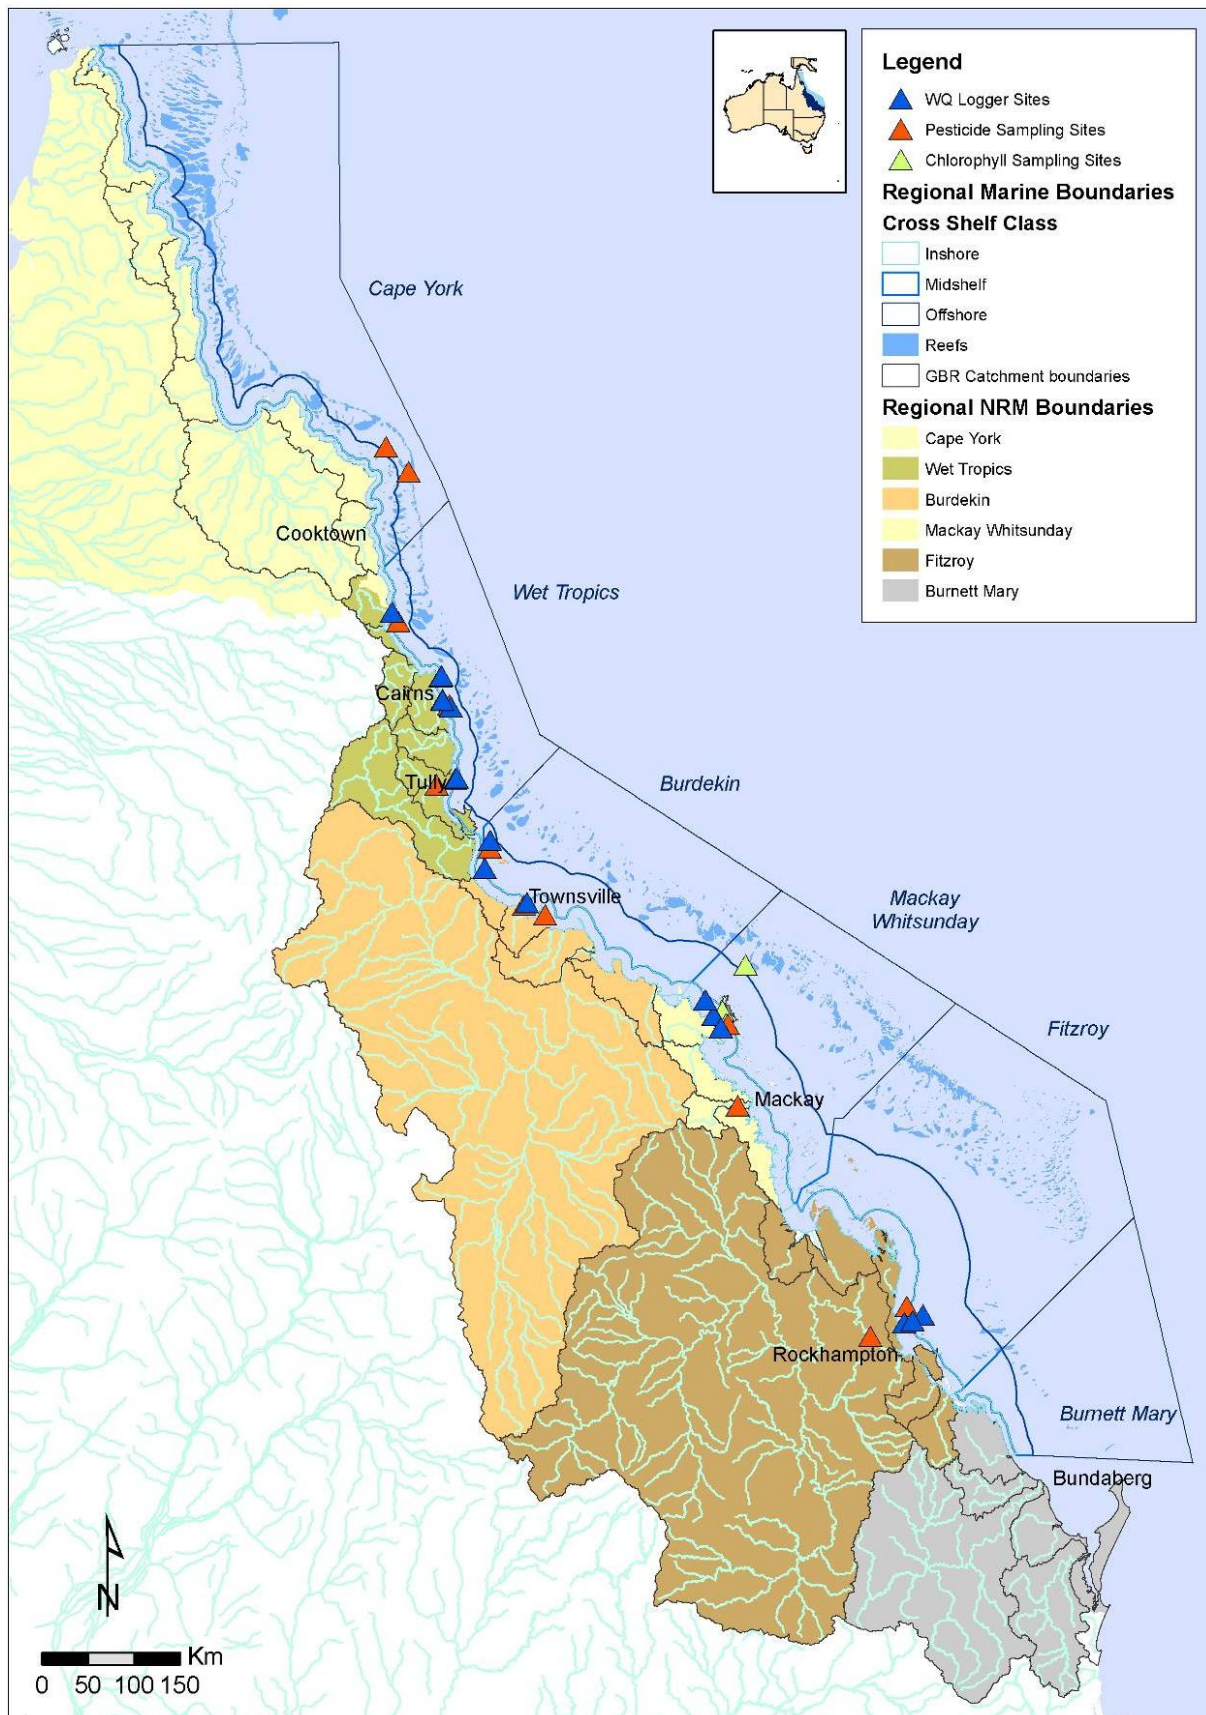 Legend
WQ Logger Sites
Pesticide Sampling Sites
Chlorophyll Sampling Sites
Regional Marine Boundaries
Cross Shelf Class
Inshore
Midshelf
Offshore
Reefs
GBR Catchment boundaries
Regional NRM Boundaries
Cape York
Wet Tropics
Burdekin
Mackay Whitsunday
Fitzroy
Burnett Mary
Cape York
Cooktown
Wet Tropics
Cairns
Tully
Burdekin
Townsville
Mackay
Whitsunday
Fitzroy
Mackay
Rockhampton
Burnett Mary
Bundaberg
N
Km
0 50 100 150